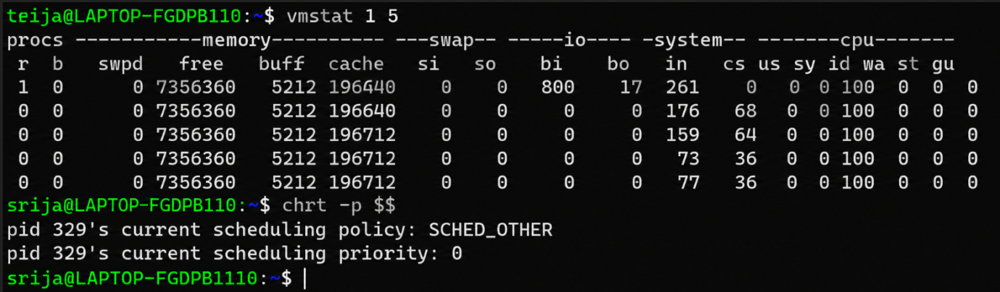 teija@LAPTOP-FGDPB110:~$ vmstat 1 5
procs -----------memory---------- ---swap-- -----io---- -system-- -------cpu-------
r b swpd free buff cache si so bi bo in cs us sy id wa st gu
1 0 0 7356360 5212 196440 0 0 800 17 261 0 0 0 100 0 0 0
0 0 0 7356360 5212 196640 0 0 0 0 176 68 0 0 100 0 0 0
0 0 0 7356360 5212 196712 0 0 0 0 159 64 0 0 100 0 0 0
0 0 0 7356360 5212 196712 0 0 0 0 73 36 0 0 100 0 0 0
0 0 0 7356360 5212 196712 0 0 0 0 77 36 0 0 100 0 0 0
srija@LAPTOP-FGDPB110:~$ chrt -p $$
pid 329's current scheduling policy: SCHED_OTHER
pid 329's current scheduling priority: 0
srija@LAPTOP-FGDPB1110:~$